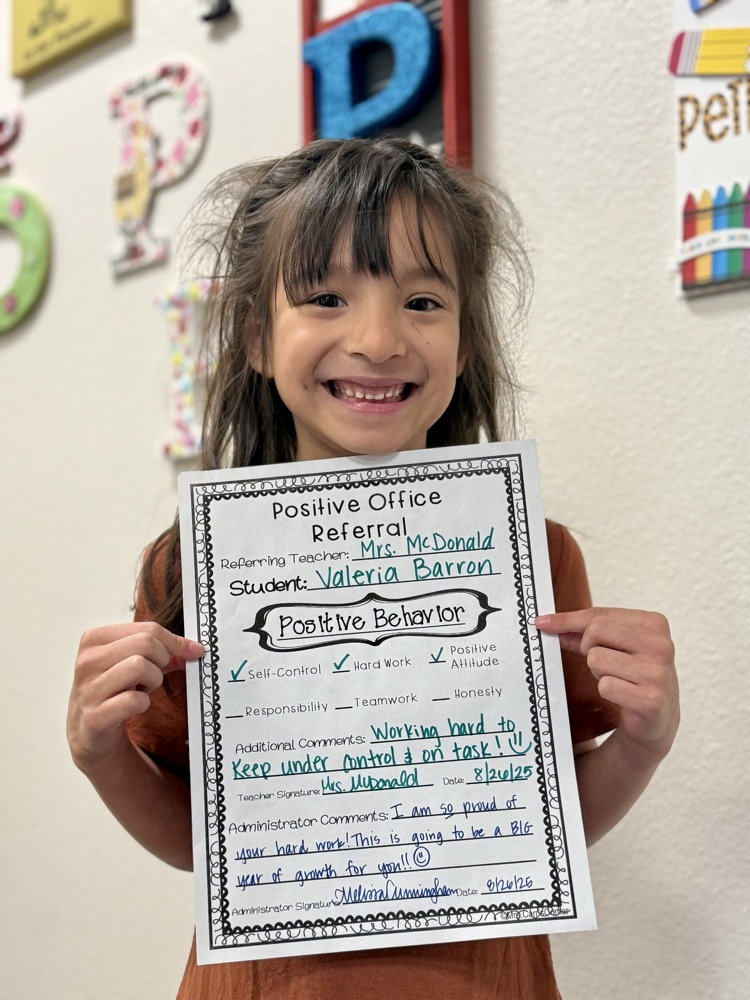 Positive Office
Referral
Referring Teacher: Mrs. McDonald
Student: Valeria Barron
Positive Behavior
✓ Self-Control ✓ Hard Work ✓ Positive Attitude
Responsibility Teamwork Honesty
Additional Comments: Working hard to
keep under control & on task!
Teacher Signature: Mrs. McDonald Date: 8/26/25
Administrator Comments: I am so proud of
your hard work! This is going to be a BIG
year of growth for you!!
Administrator Signature: Melissa Cunningham Date: 8/26/25